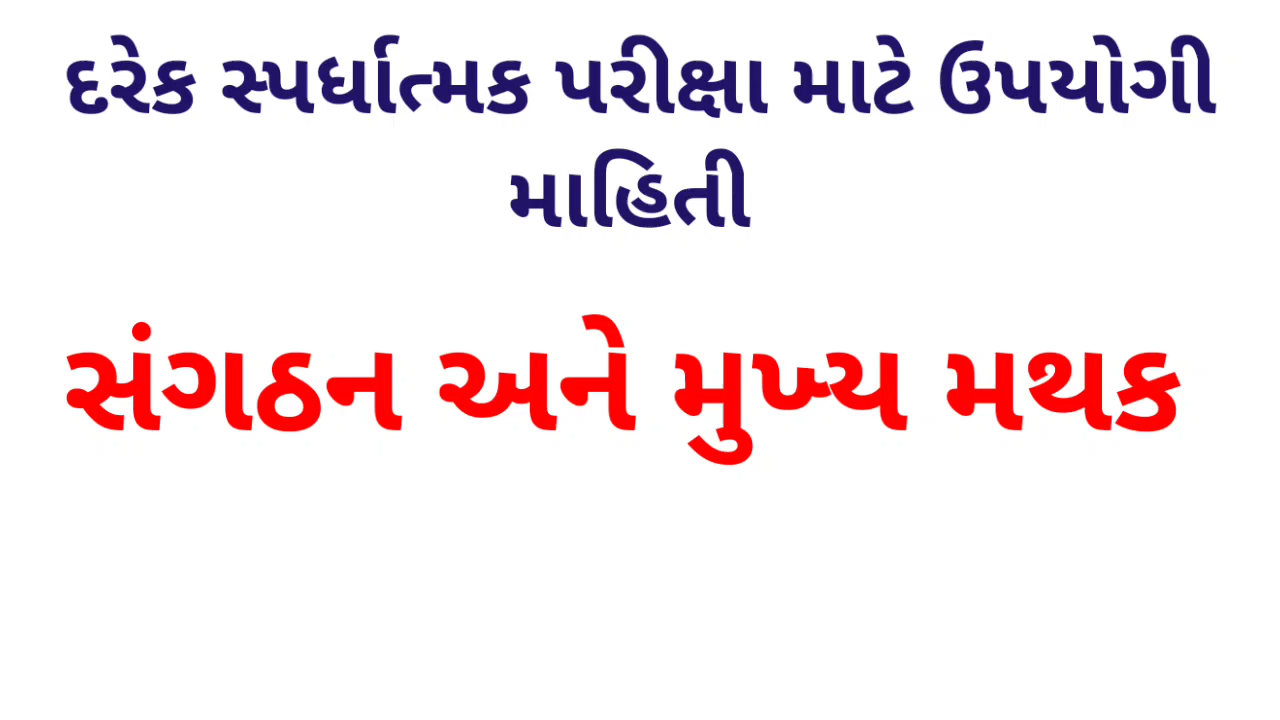 દરેક સ્પર્ધાત્મક પરીક્ષા માટે ઉપયોગી
માહિતી
સંગઠન અને મુખ્ય મથક